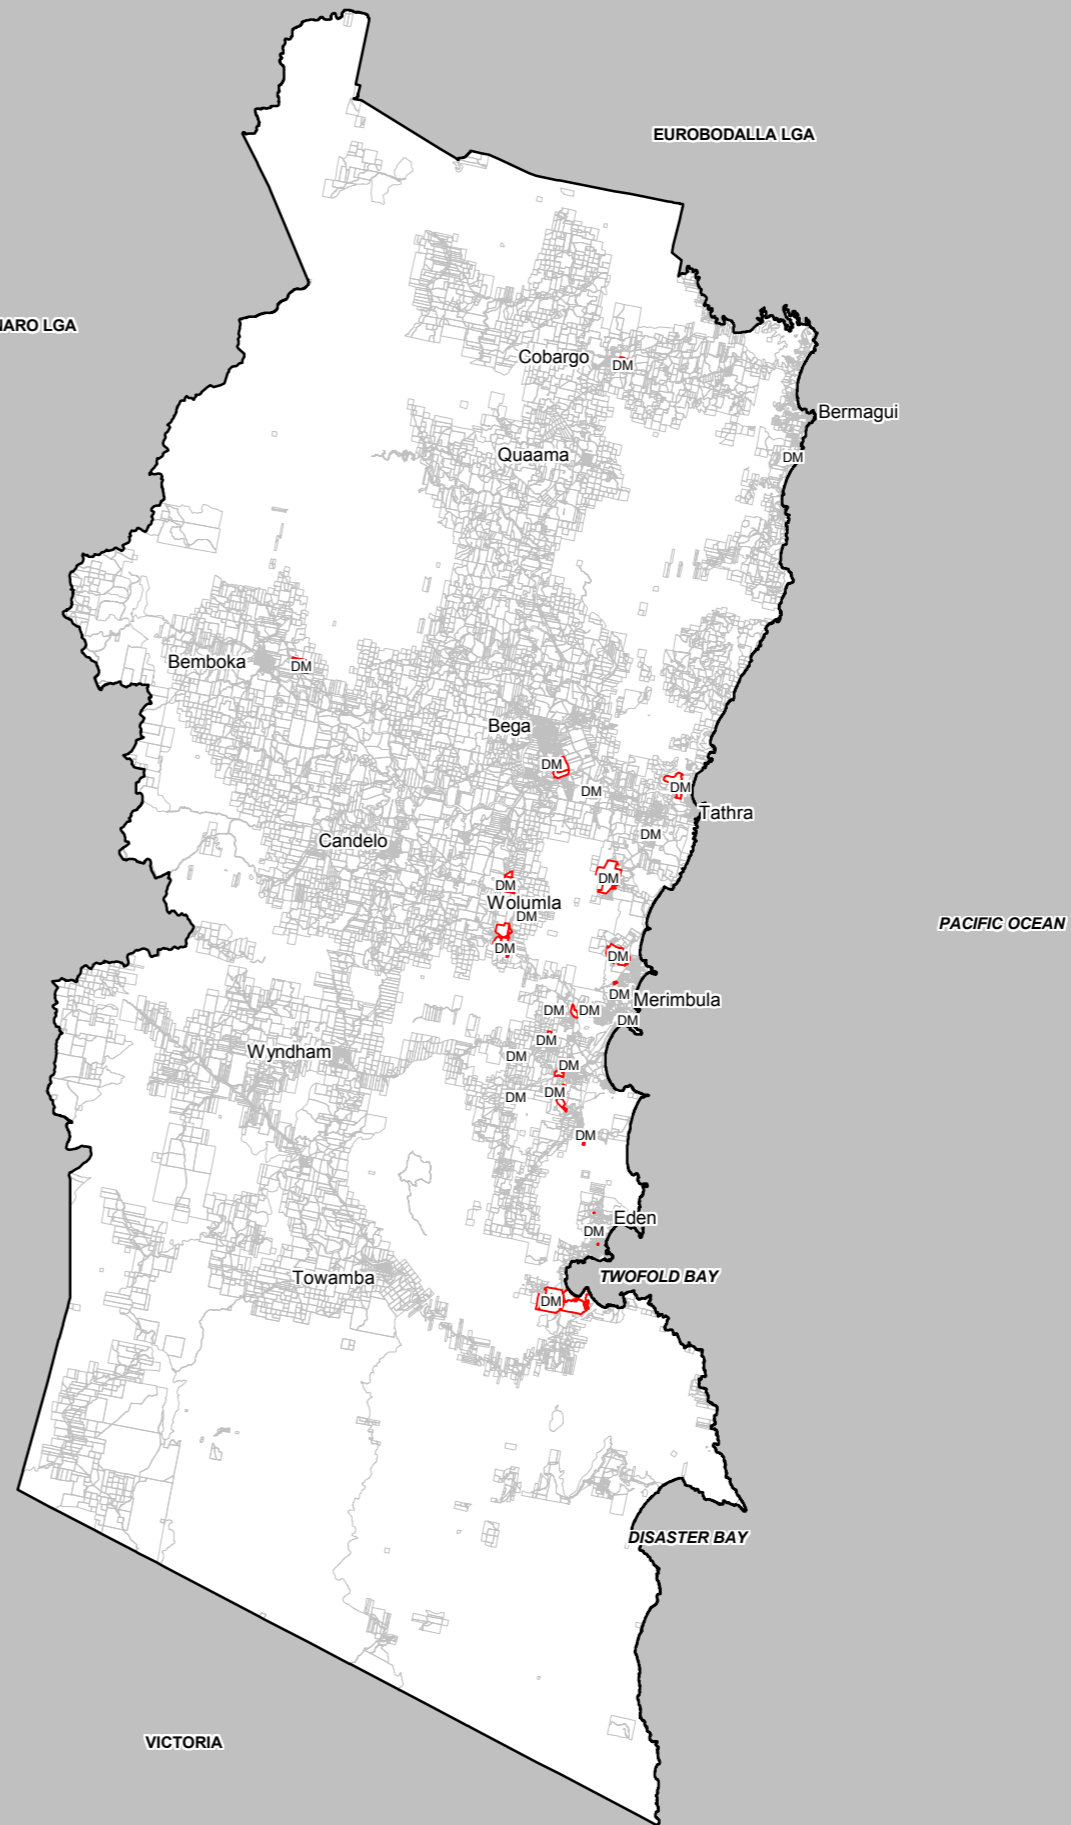 EUROBODALLA LGA
NARO LGA
Cobargo
DM
Bermagui
Quaama
DM
Bemboka
DM
Bega
DM
DM
DM
Tathra
DM
Candelo
DM
DM
Wolumla
DM
PACIFIC OCEAN
DM
DM
DM
Merimbula
DM
DM
DM
DM
Wyndham
DM
DM
DM
DM
DM
Eden
DM
TWOFOLD BAY
Towamba
DM
DISASTER BAY
VICTORIA